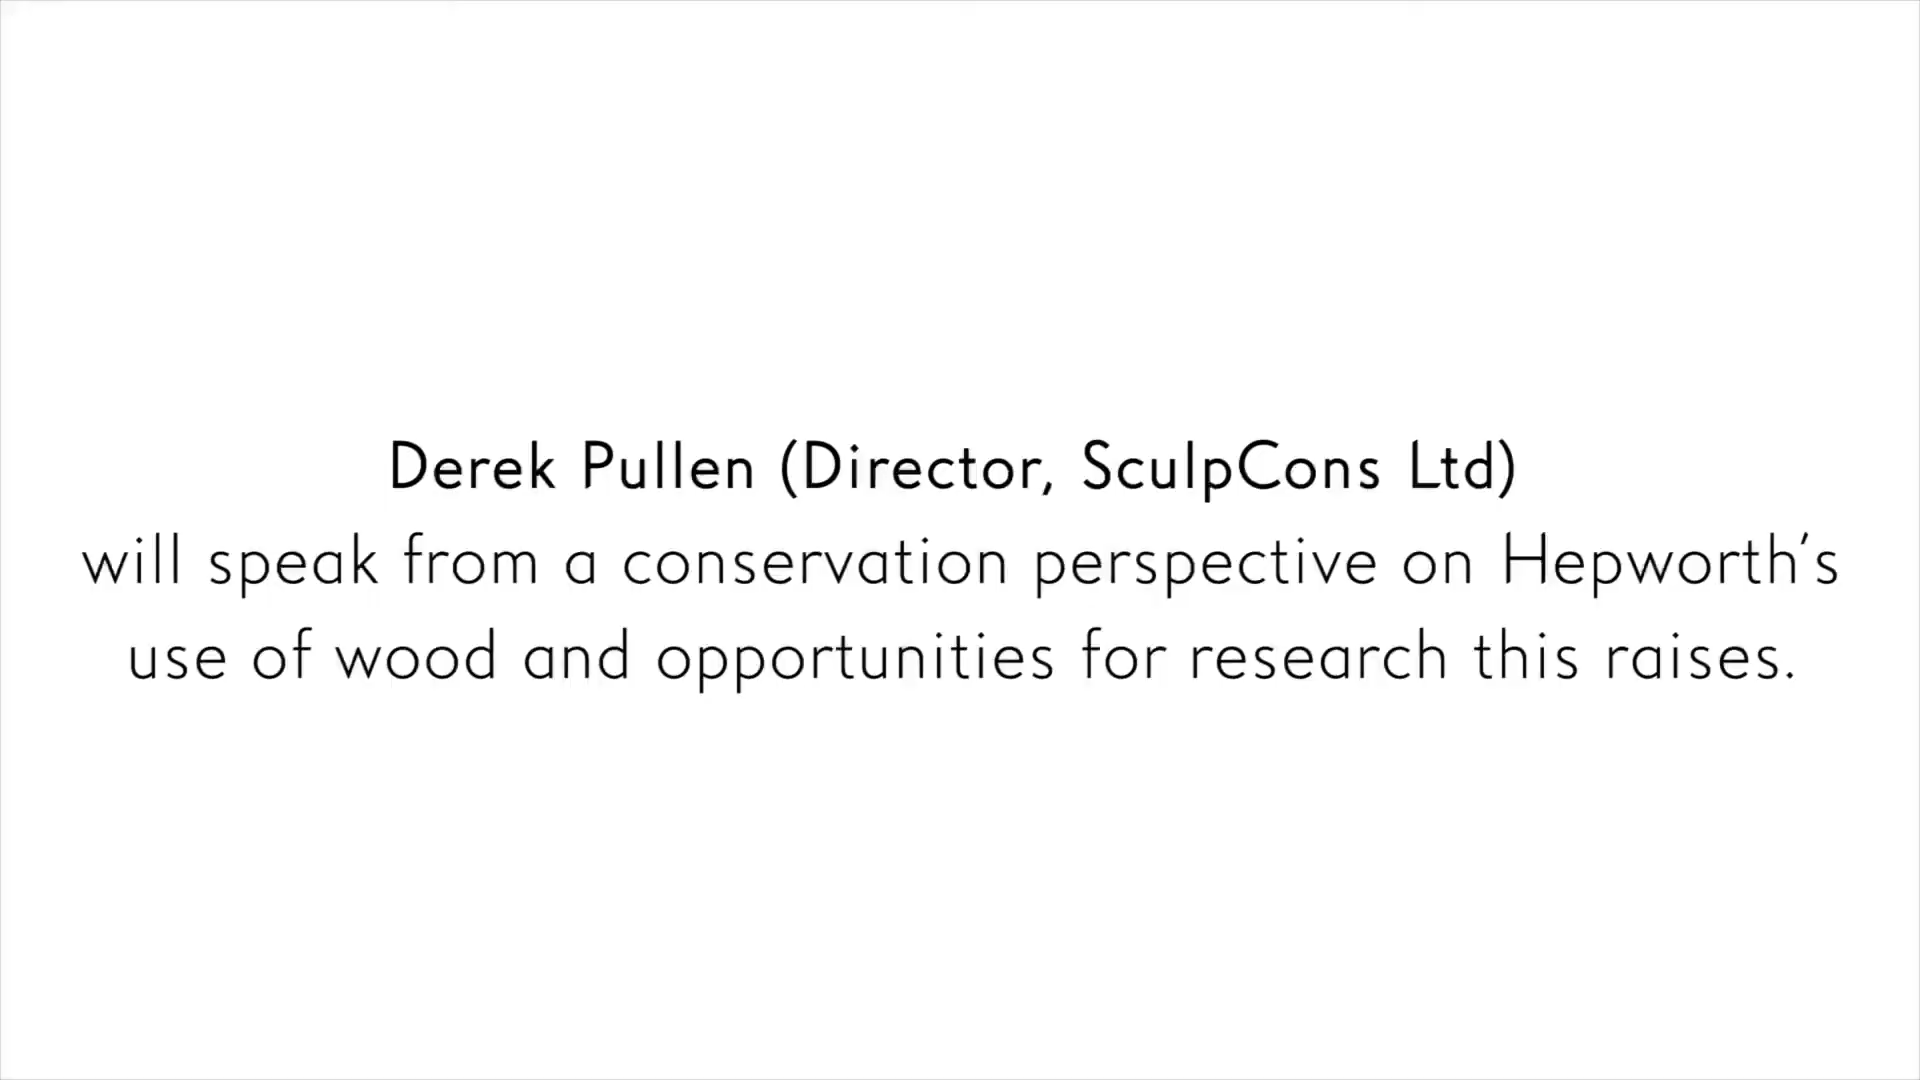 Derek Pullen (Director, SculpCons Ltd)
will speak from a conservation perspective on Hepworth’s
use of wood and opportunities for research this raises.